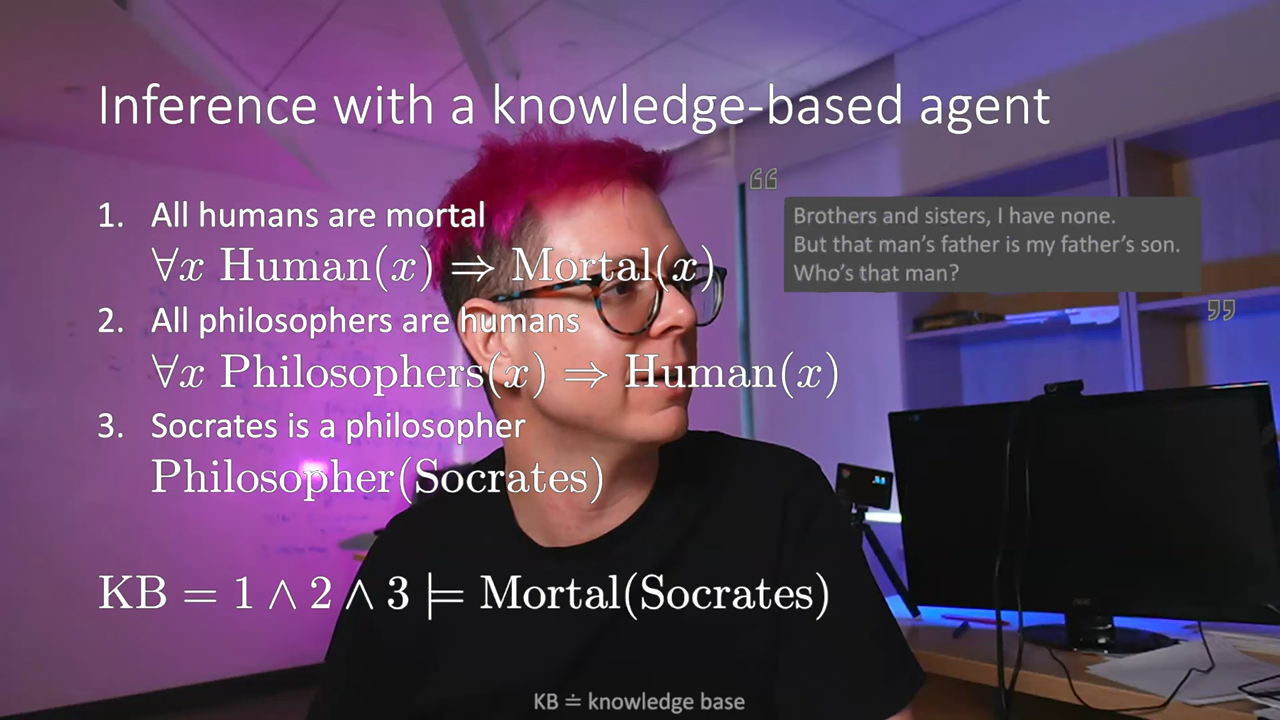 Inference with a knowledge-based agent
1. All humans are mortal
∀x Human(x) ⇒ Mortal(x)
2. All philosophers are humans
∀x Philosophers(x) ⇒ Human(x)
3. Socrates is a philosopher
Philosopher(Socrates)
KB = 1 ∧ 2 ∧ 3 ⊨ Mortal(Socrates)
“
Brothers and sisters, I have none.
But that man's father is my father's son.
Who's that man?
”
KB ≐ knowledge base